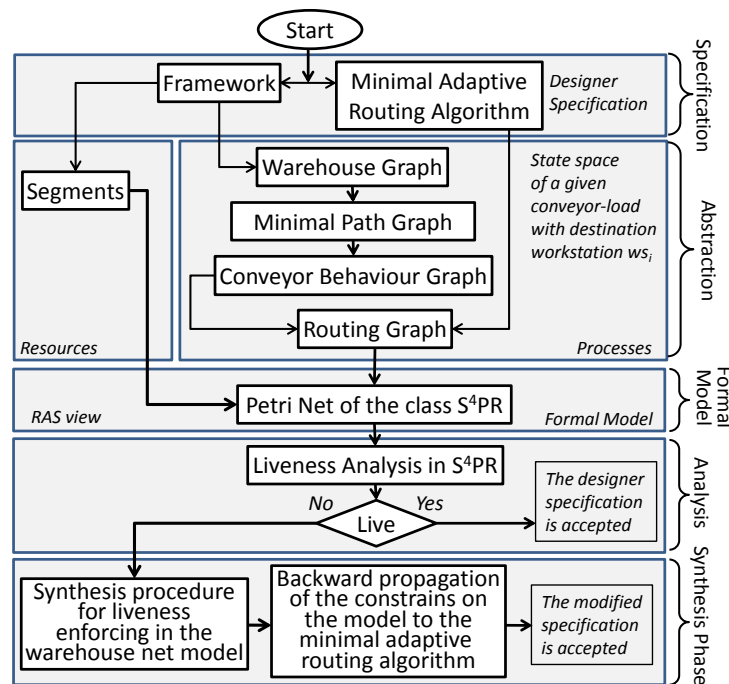 Start
Framework
Minimal Adaptive
Routing Algorithm
Designer
Specification
Specification
Segments
Warehouse Graph
Minimal Path Graph
Conveyor Behaviour Graph
Routing Graph
State space
of a given
conveyor-load
with destination
workstation wsᵢ
Resources
Processes
Abstraction
RAS view
Petri Net of the class S⁴PR
Formal Model
Formal
Model
Liveness Analysis in S⁴PR
No
Yes
Live
The designer
specification
is accepted
Analysis
Synthesis procedure
for liveness
enforcing in the
warehouse net model
Backward propagation
of the constrains on
the model to the
minimal adaptive
routing algorithm
The modified
specification
is accepted
Synthesis Phase